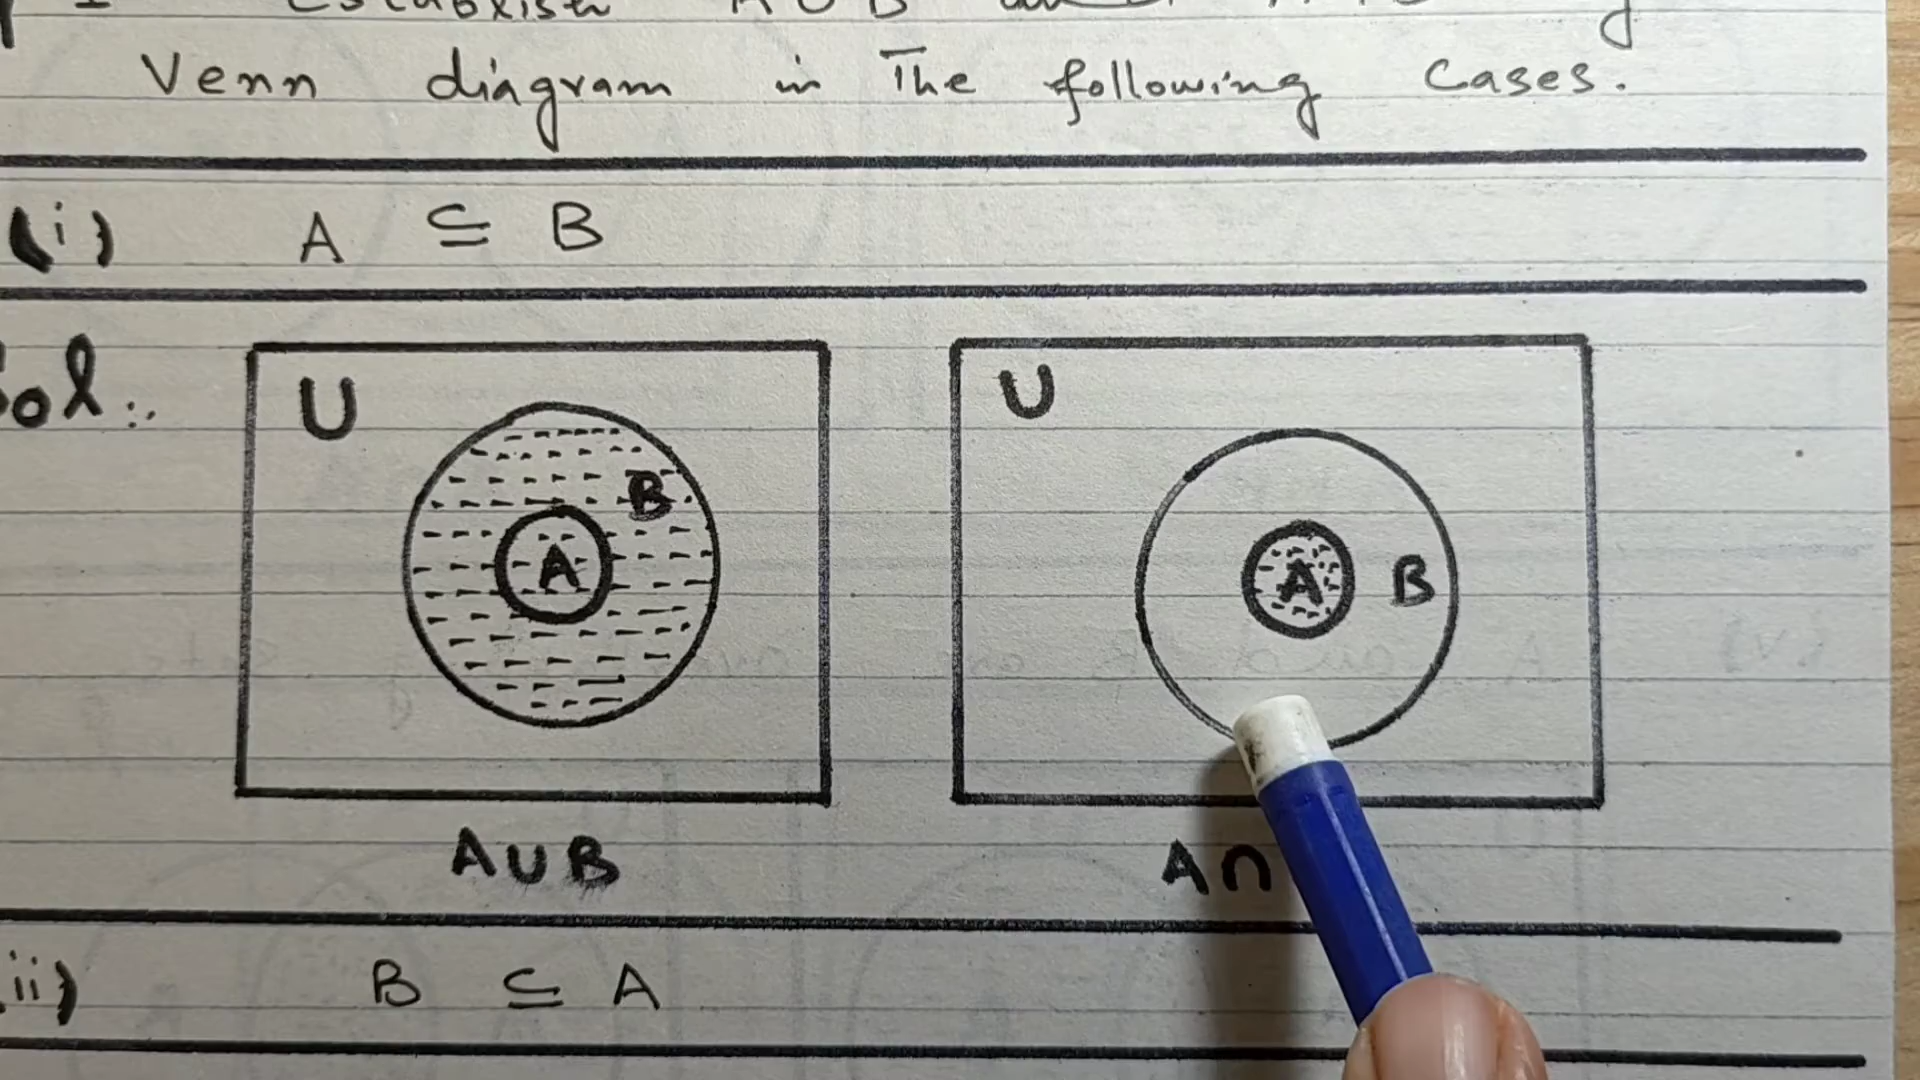 A U B
Venn diagram in The following Cases.
(i) A ⊆ B
Sol:.
U B A
U A B
A∪B
A∩
ii) B ⊆ A